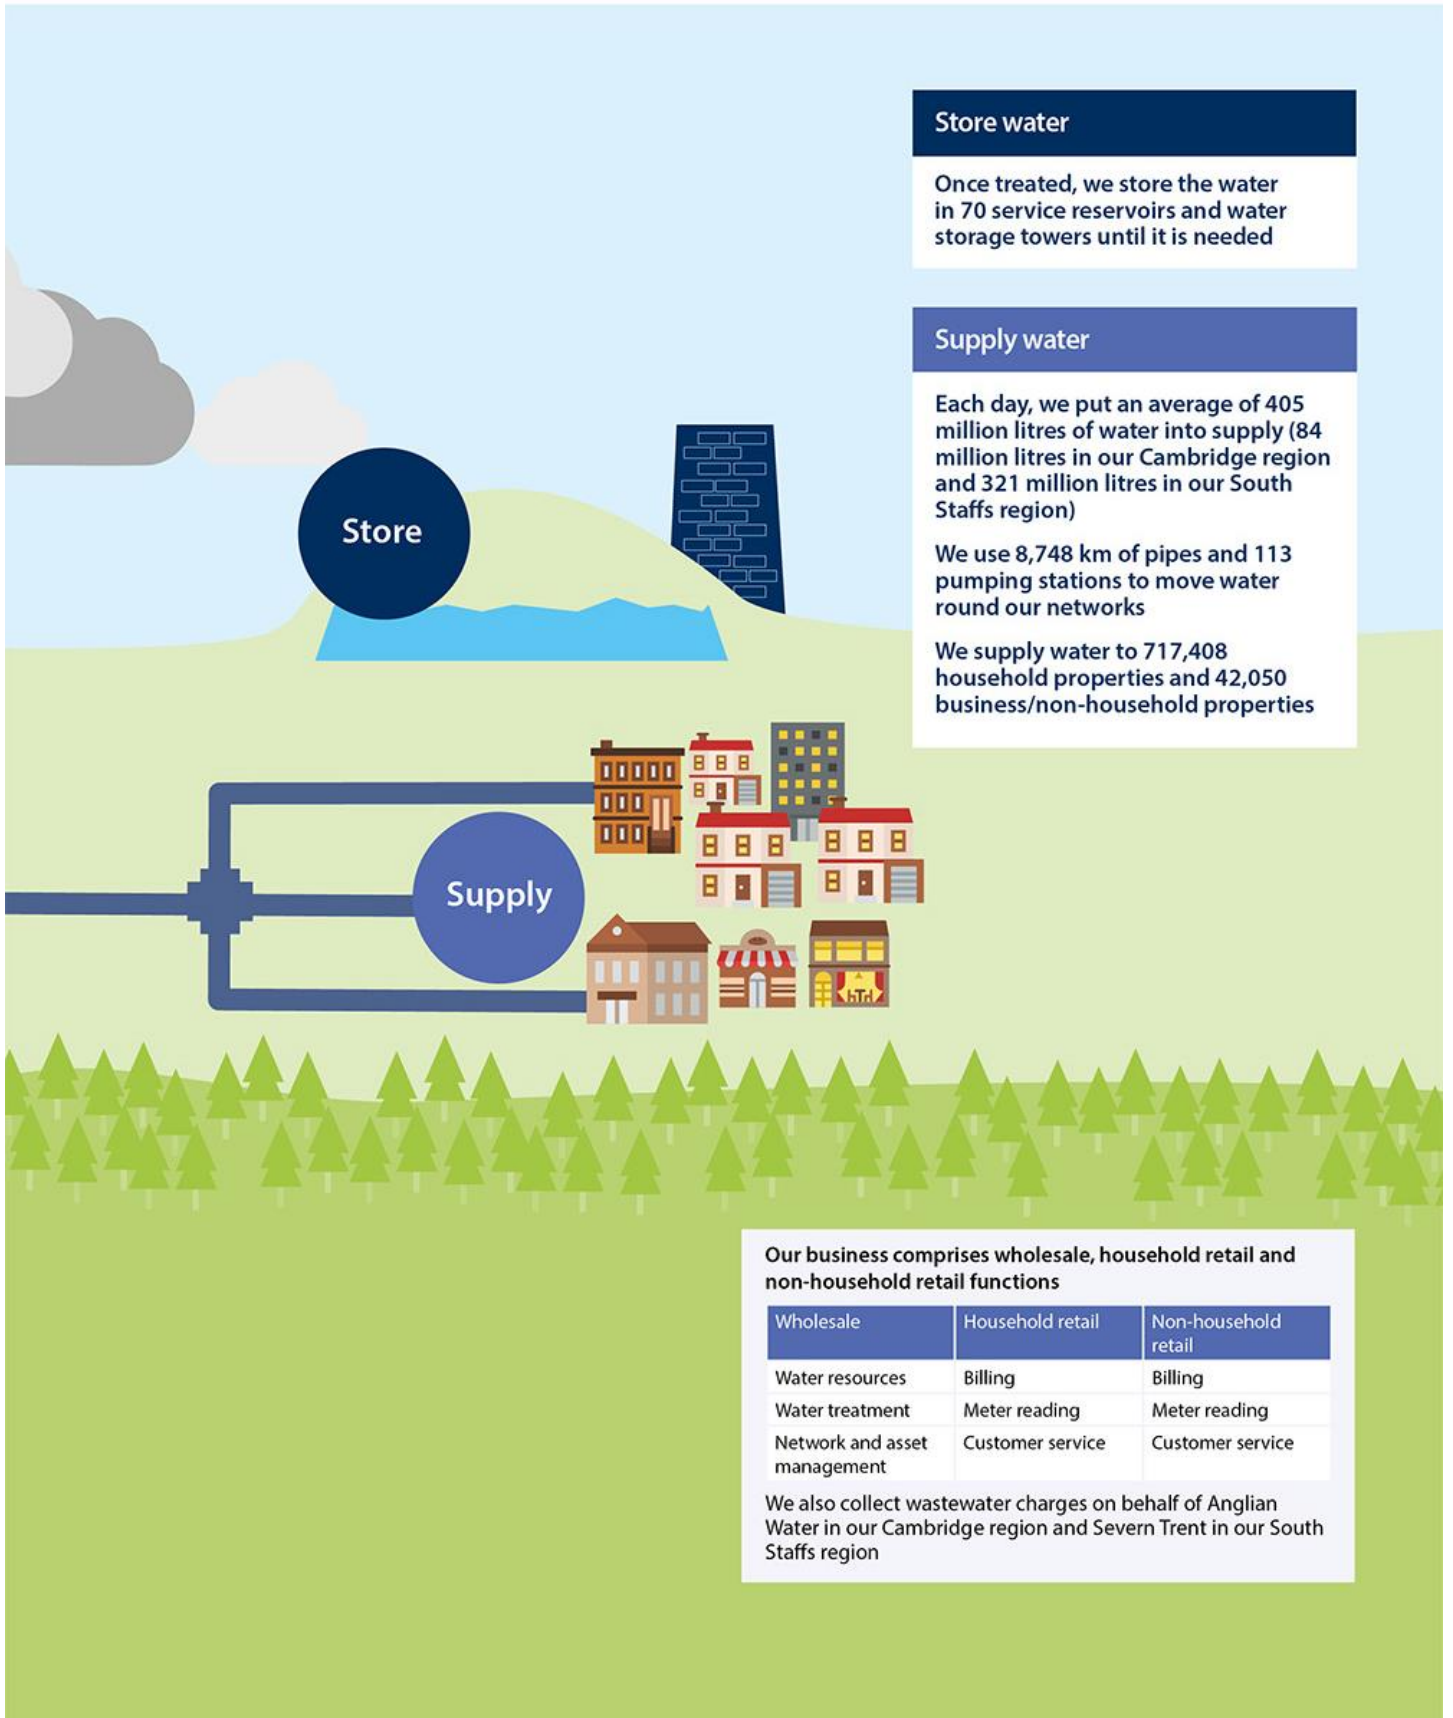 Store water
Once treated, we store the water
in 70 service reservoirs and water
storage towers until it is needed
Supply water
Each day, we put an average of 405
million litres of water into supply (84
million litres in our Cambridge region
and 321 million litres in our South
Staffs region)
We use 8,748 km of pipes and 113
pumping stations to move water
round our networks
We supply water to 717,408
household properties and 42,050
business/non-household properties
Store
Supply
Our business comprises wholesale, household retail and
non-household retail functions
Wholesale Household retail Non-household
retail
Water resources Billing Billing
Water treatment Meter reading Meter reading
Network and asset Customer service Customer service
management
We also collect wastewater charges on behalf of Anglian
Water in our Cambridge region and Severn Trent in our South
Staffs region